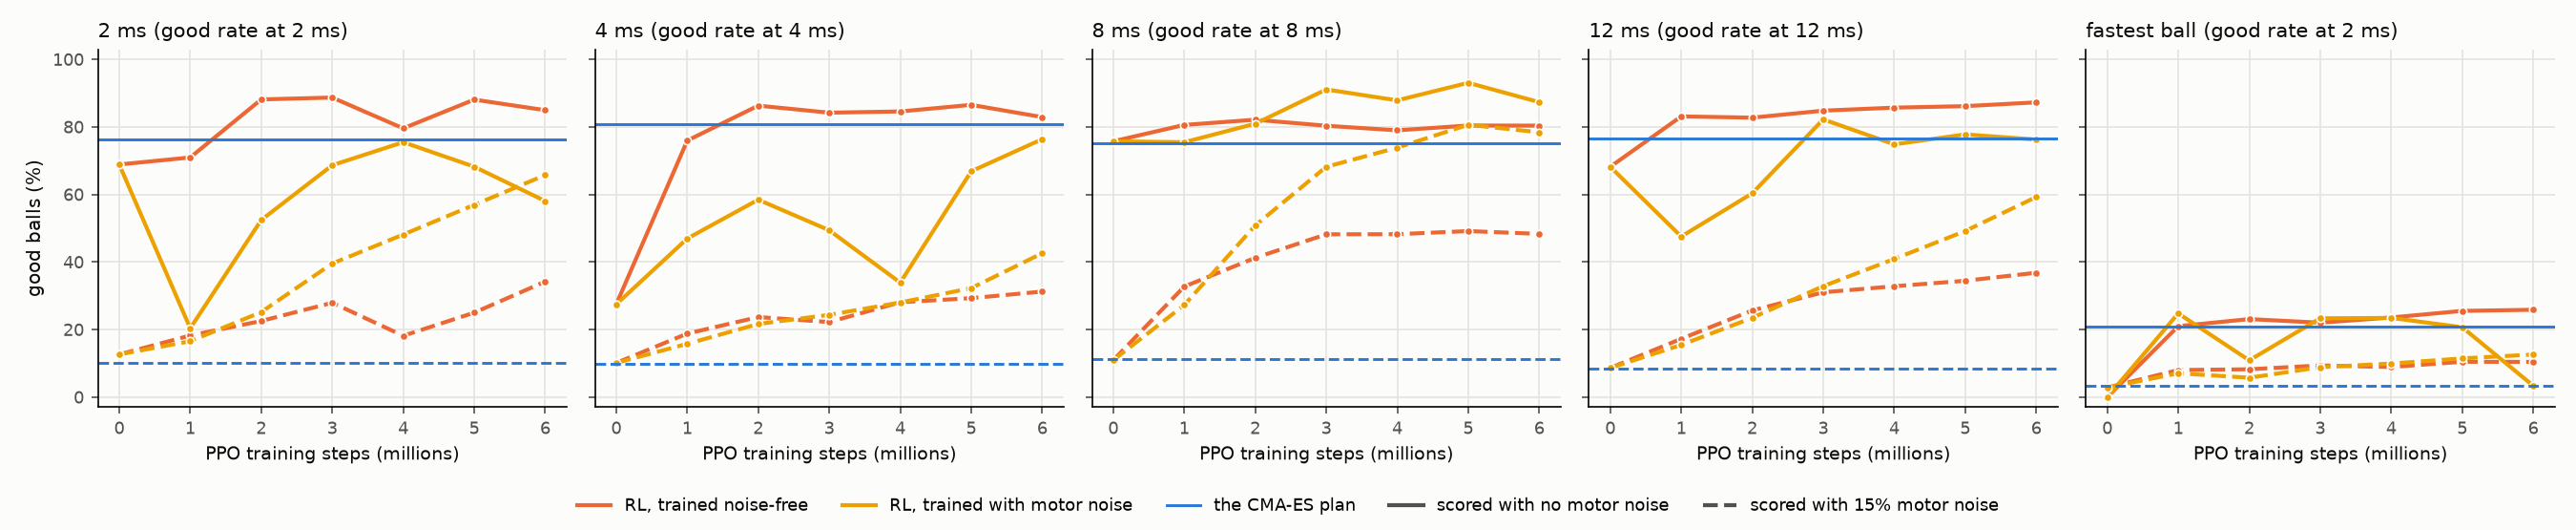 2 ms (good rate at 2 ms)
4 ms (good rate at 4 ms)
8 ms (good rate at 8 ms)
12 ms (good rate at 12 ms)
fastest ball (good rate at 2 ms)
good balls (%)
100
80
60
40
20
0
0 1 2 3 4 5 6
0 1 2 3 4 5 6
0 1 2 3 4 5 6
0 1 2 3 4 5 6
0 1 2 3 4 5 6
PPO training steps (millions)
PPO training steps (millions)
PPO training steps (millions)
PPO training steps (millions)
PPO training steps (millions)
RL, trained noise-free
RL, trained with motor noise
the CMA-ES plan
scored with no motor noise
scored with 15% motor noise